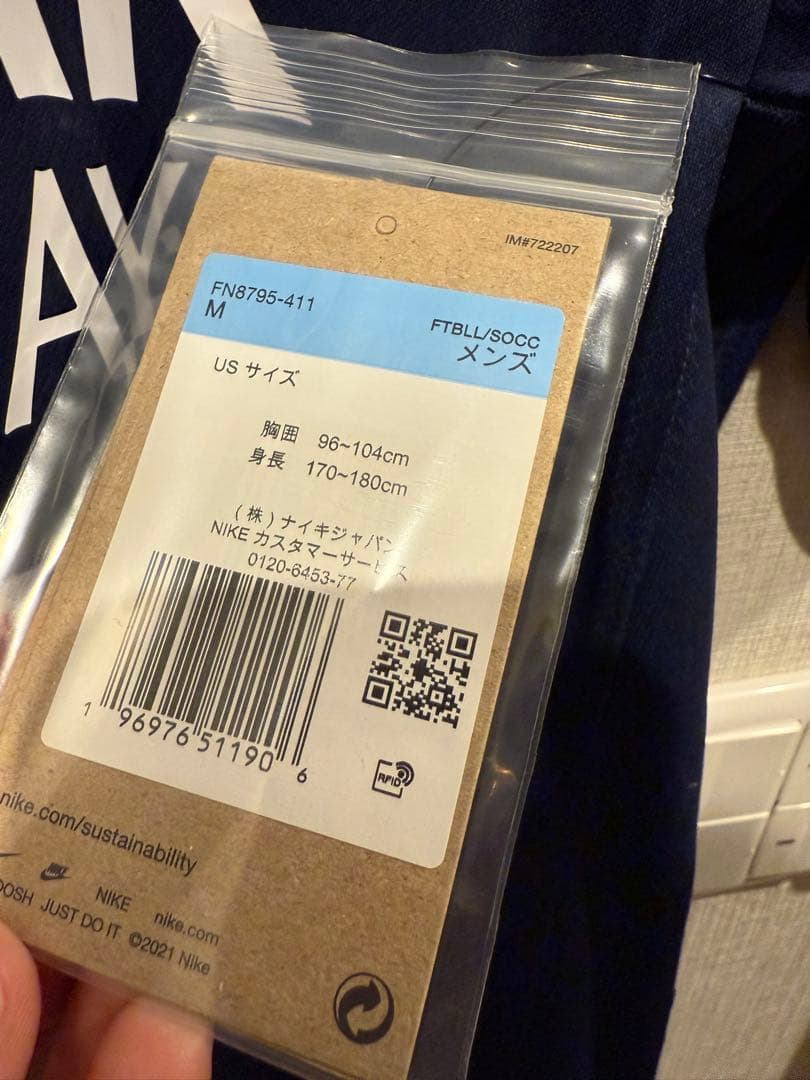 IM#722207
FN8795-411
M
FTBLL/SOCC
メンズ
US サイズ
胸囲 96~104cm
身長 170~180cm
(株)ナイキジャパン
NIKE カスタマーサービス
0120-6453-77
1 96976 51190 6
RFID
nike.com/sustainability
NIKE nike.com
JUST DO IT ©2021 Nike